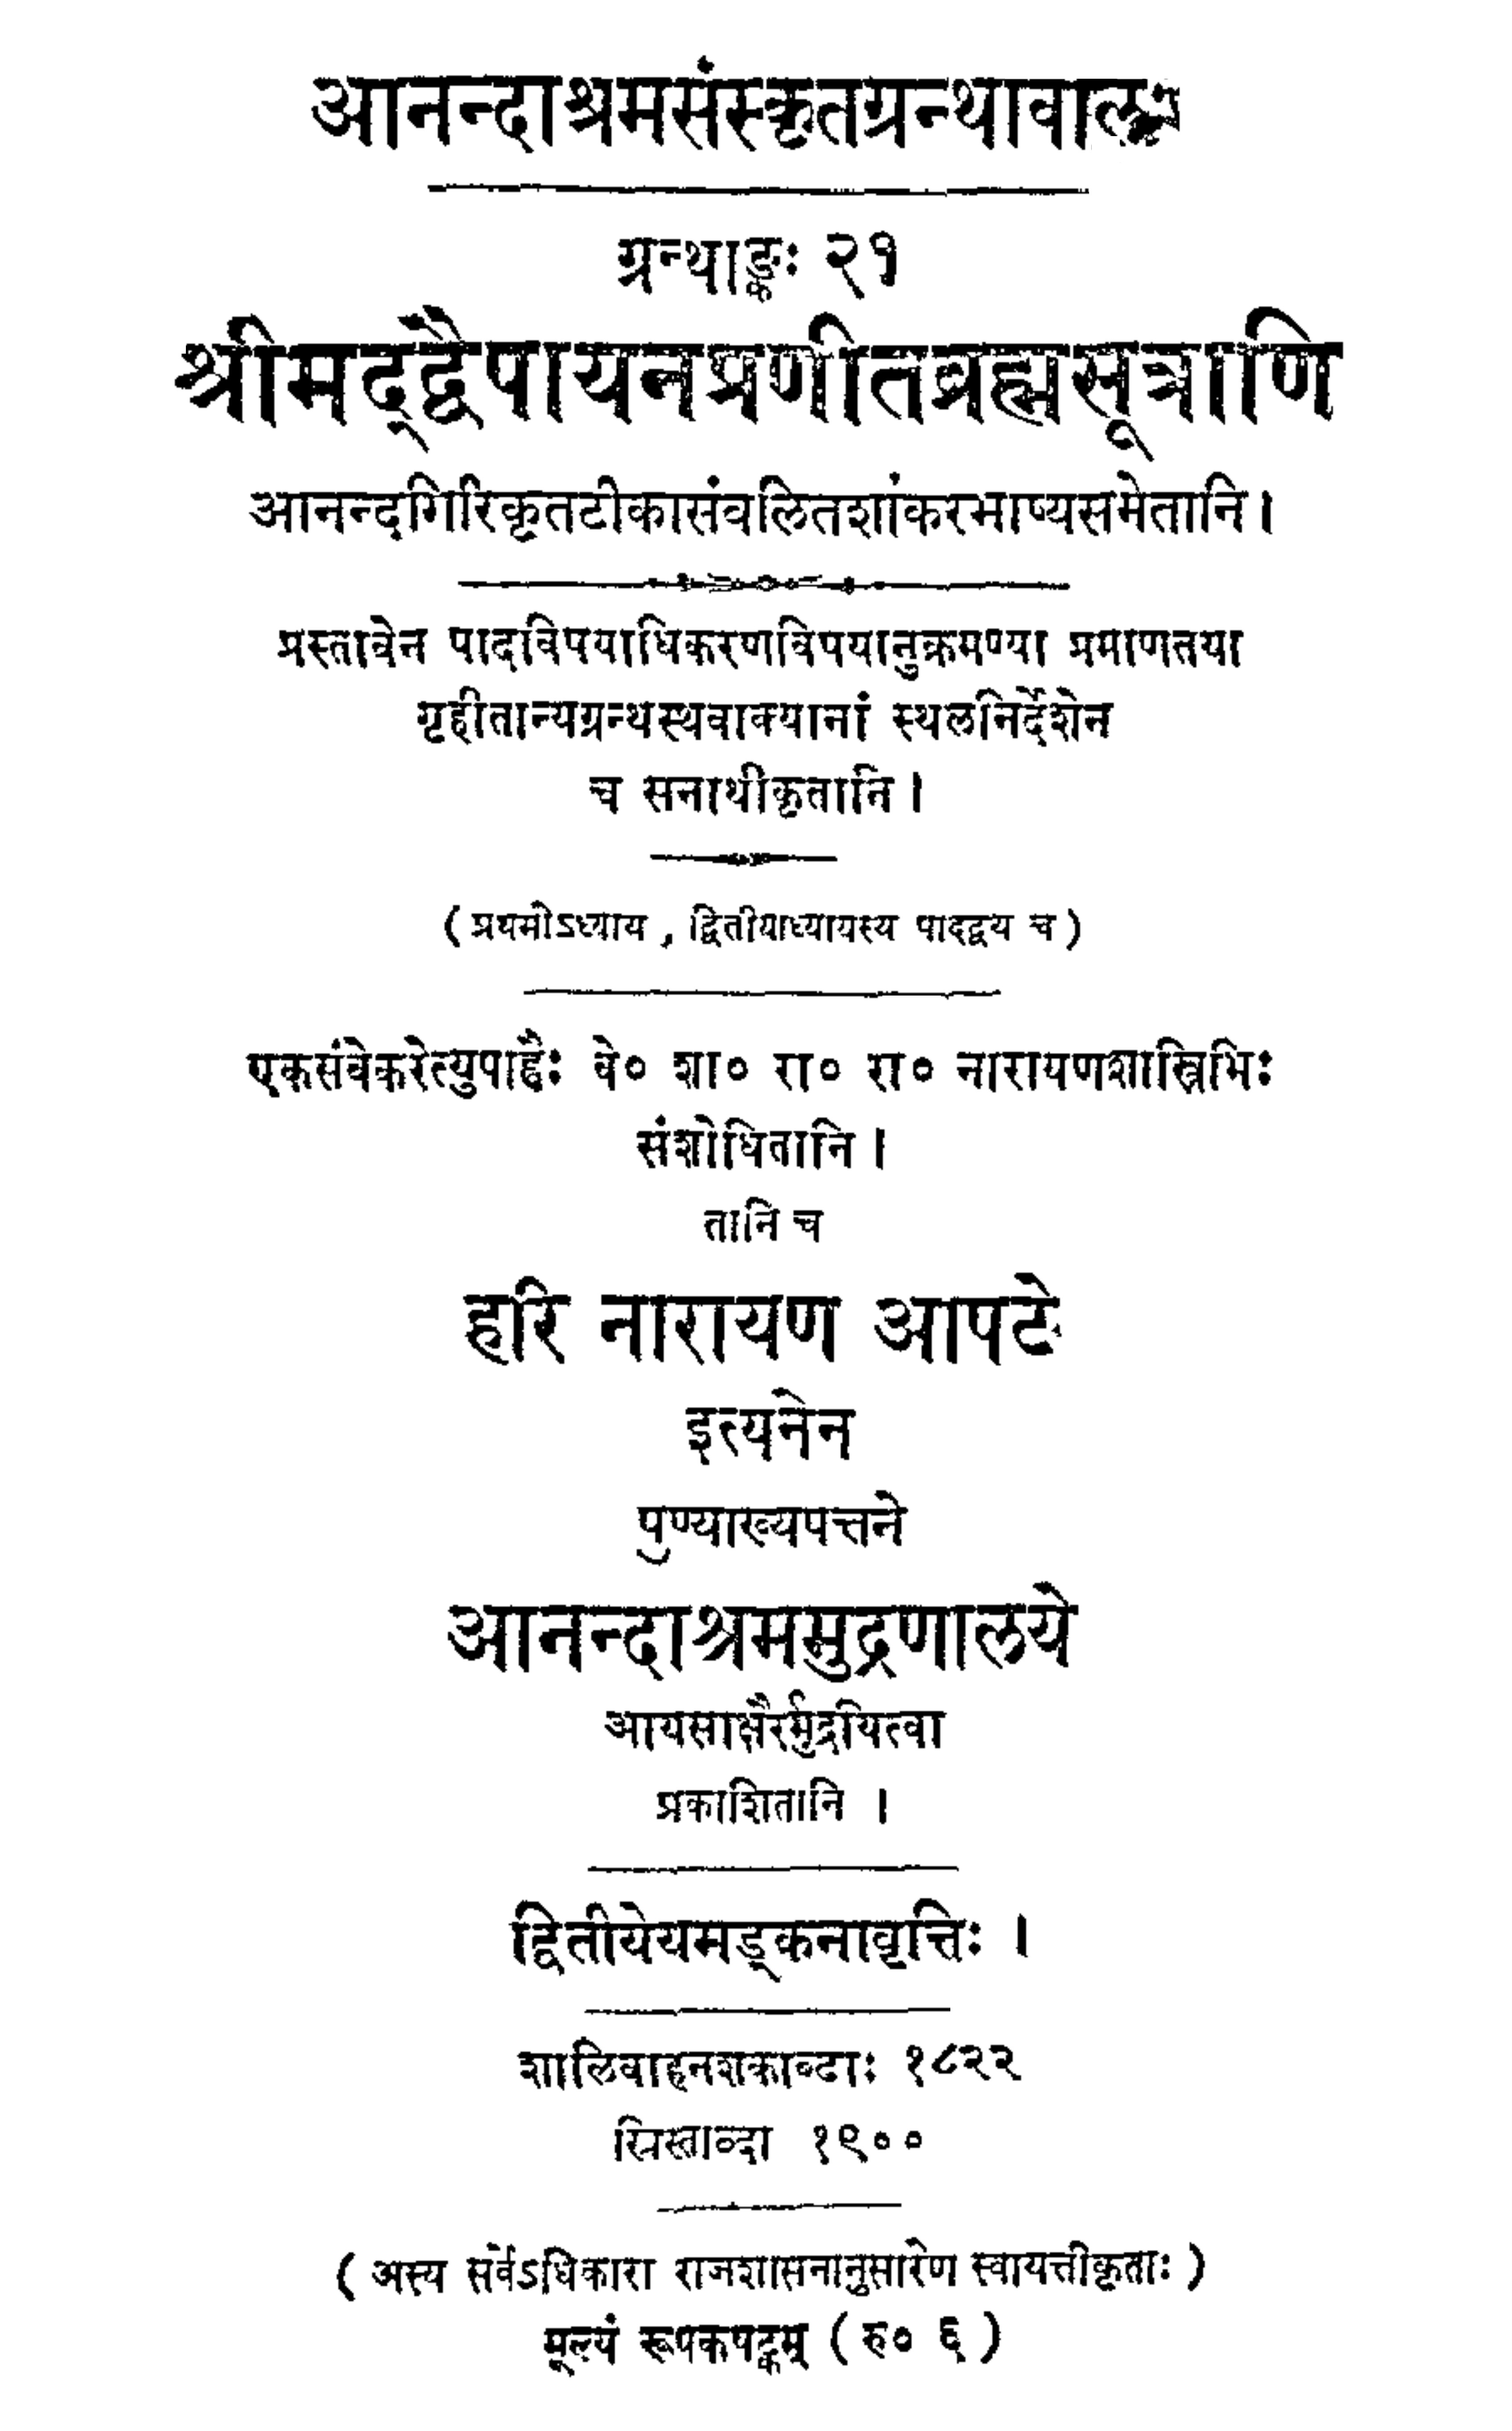 आनन्दाश्रमसंस्कृतग्रन्थावलिः
ग्रन्थाङ्कः २१
श्रीमद्द्वैपायनप्रणीतब्रह्मसूत्राणि
आनन्दगिरिकृतटीकासंवलितशांकरभाष्यसमेतानि।
प्रस्तावेन पादविषयाधिकरणविषयानुक्रमण्या प्रमाणतया
गृहीतान्यग्रन्थस्थवाक्यानां स्थलनिर्देशेन
च सनाथीकृतानि।
(प्रथमोऽध्याय, द्वितीयाध्यायस्य पादद्वय च)
एकसंबेकरेत्युपाह्वैः वे० शा० रा० रा० नारायणशास्त्रिभिः
संशोधितानि।
तानि च
हरि नारायण आपटे
इत्यनेन
पुण्याख्यपत्तने
आनन्दाश्रममुद्रणालये
आयसाक्षरैर्मुद्रयित्वा
प्रकाशितानि ।
द्वितीयेयमङ्कनावृत्तिः ।
शालिवाहनशकाब्दाः १८२२
ख्रिस्ताब्दा १९००
(अस्य सर्वेऽधिकारा राजशासनानुसारेण स्वायत्तीकृताः)
मूल्यं रूपकषट्कम् (रु० ६)